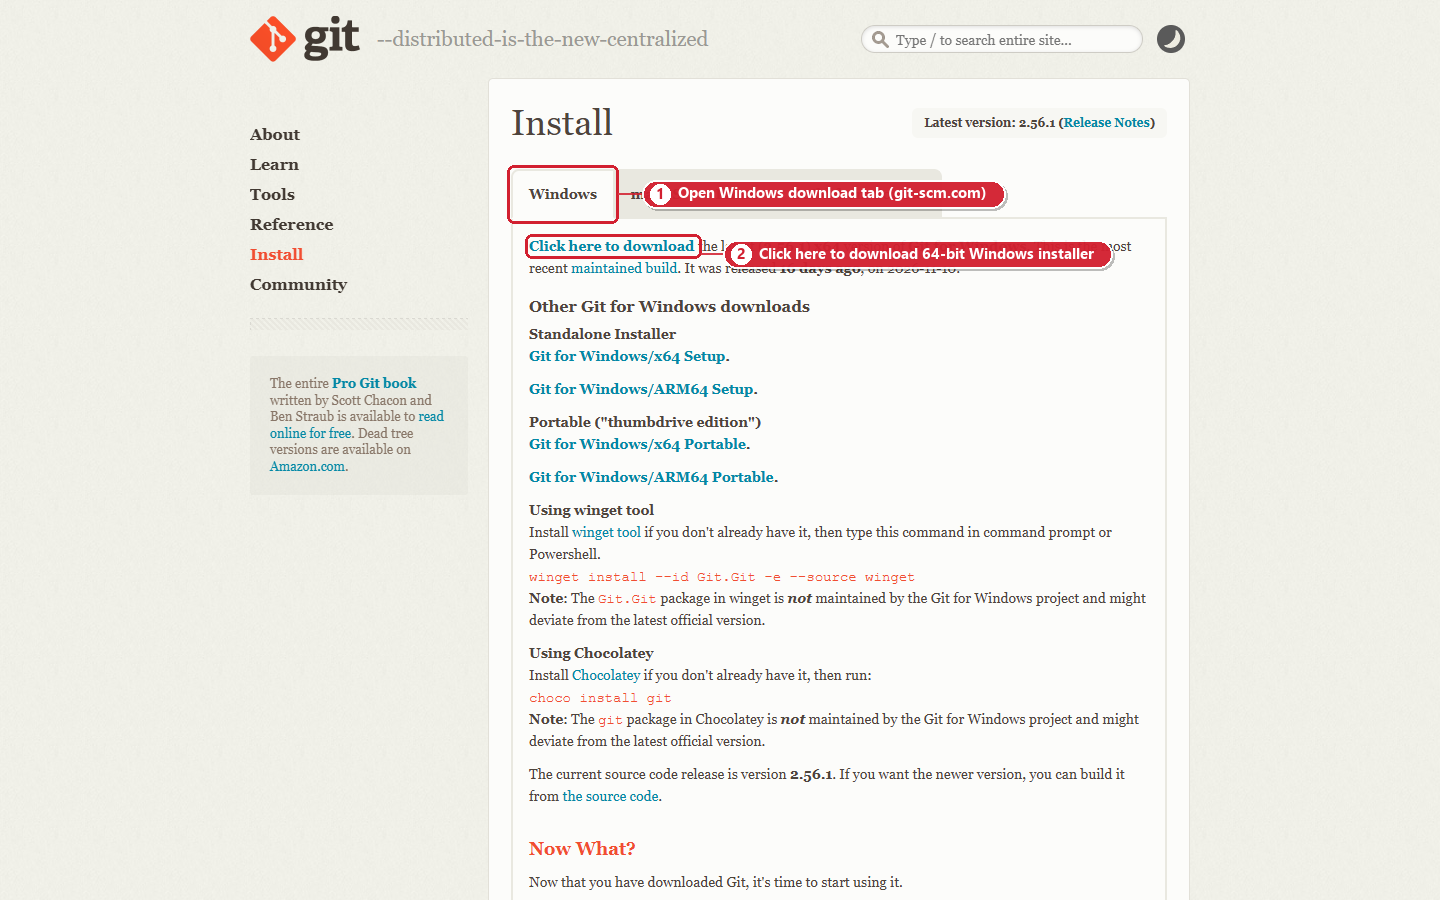 git --distributed-is-the-new-centralized
Type / to search entire site...
About
Learn
Tools
Reference
Install
Community
The entire Pro Git book
written by Scott Chacon and
Ben Straub is available to read
online for free. Dead tree
versions are available on
Amazon.com.
Install
Latest version: 2.56.1 (Release Notes)
Windows
1 Open Windows download tab (git-scm.com)
Click here to download the
2 Click here to download 64-bit Windows installer
recent maintained build. It was released 16 days ago, on
Other Git for Windows downloads
Standalone Installer
Git for Windows/x64 Setup.
Git for Windows/ARM64 Setup.
Portable ("thumbdrive edition")
Git for Windows/x64 Portable.
Git for Windows/ARM64 Portable.
Using winget tool
Install winget tool if you don't already have it, then type this command in command prompt or
Powershell.
winget install --id Git.Git -e --source winget
Note: The Git.Git package in winget is not maintained by the Git for Windows project and might
deviate from the latest official version.
Using Chocolatey
Install Chocolatey if you don't already have it, then run:
choco install git
Note: The git package in Chocolatey is not maintained by the Git for Windows project and might
deviate from the latest official version.
The current source code release is version 2.56.1. If you want the newer version, you can build it
from the source code.
Now What?
Now that you have downloaded Git, it's time to start using it.